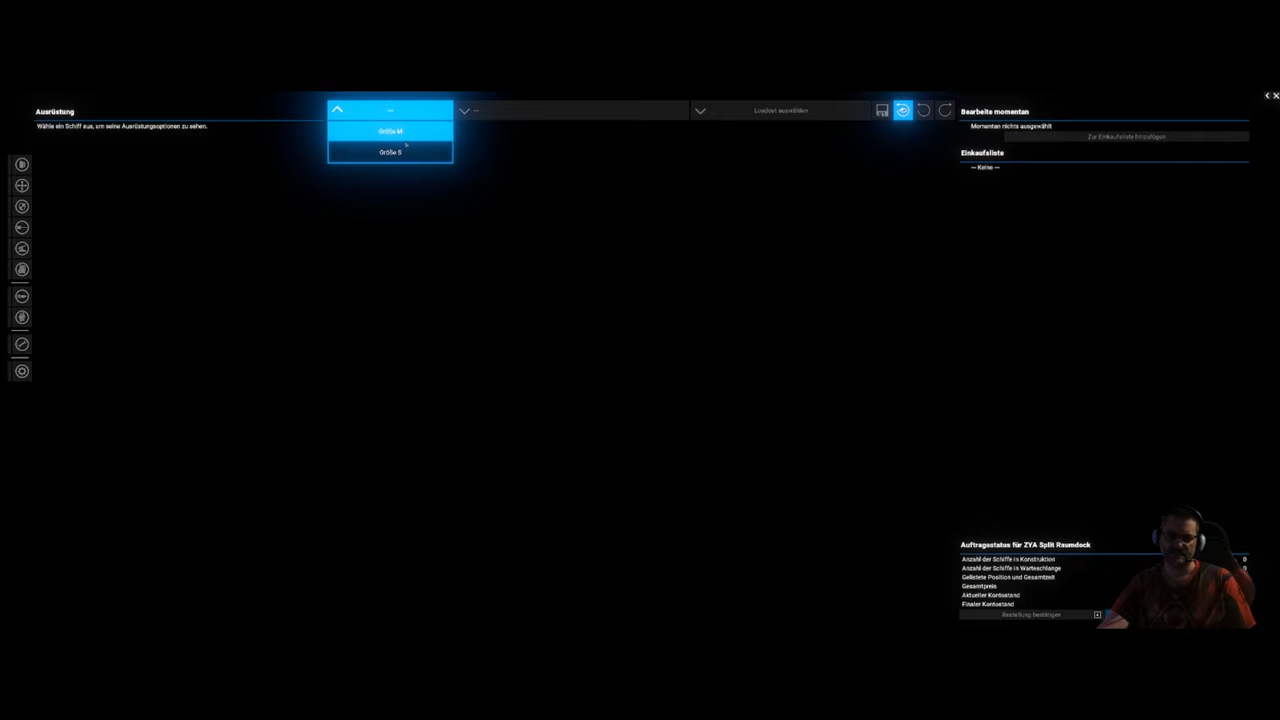 Ausrüstung
Wähle ein Schiff aus, um seine Ausrüstungsoptionen zu sehen.
--
Größe M
Größe S
--
Loadout auswählen
Bearbeite momentan
Momentan nichts ausgewählt
Zur Einkaufsliste hinzufügen
Einkaufsliste
-- Keine --
Auftragsstatus für ZYA Split Raumdock
Anzahl der Schiffe in Konstruktion 0
Anzahl der Schiffe in Warteschlange 0
Gelistete Position und Gesamtzeit
Gesamtpreis
Aktueller Kontostand
Finaler Kontostand
Bestellung bestätigen